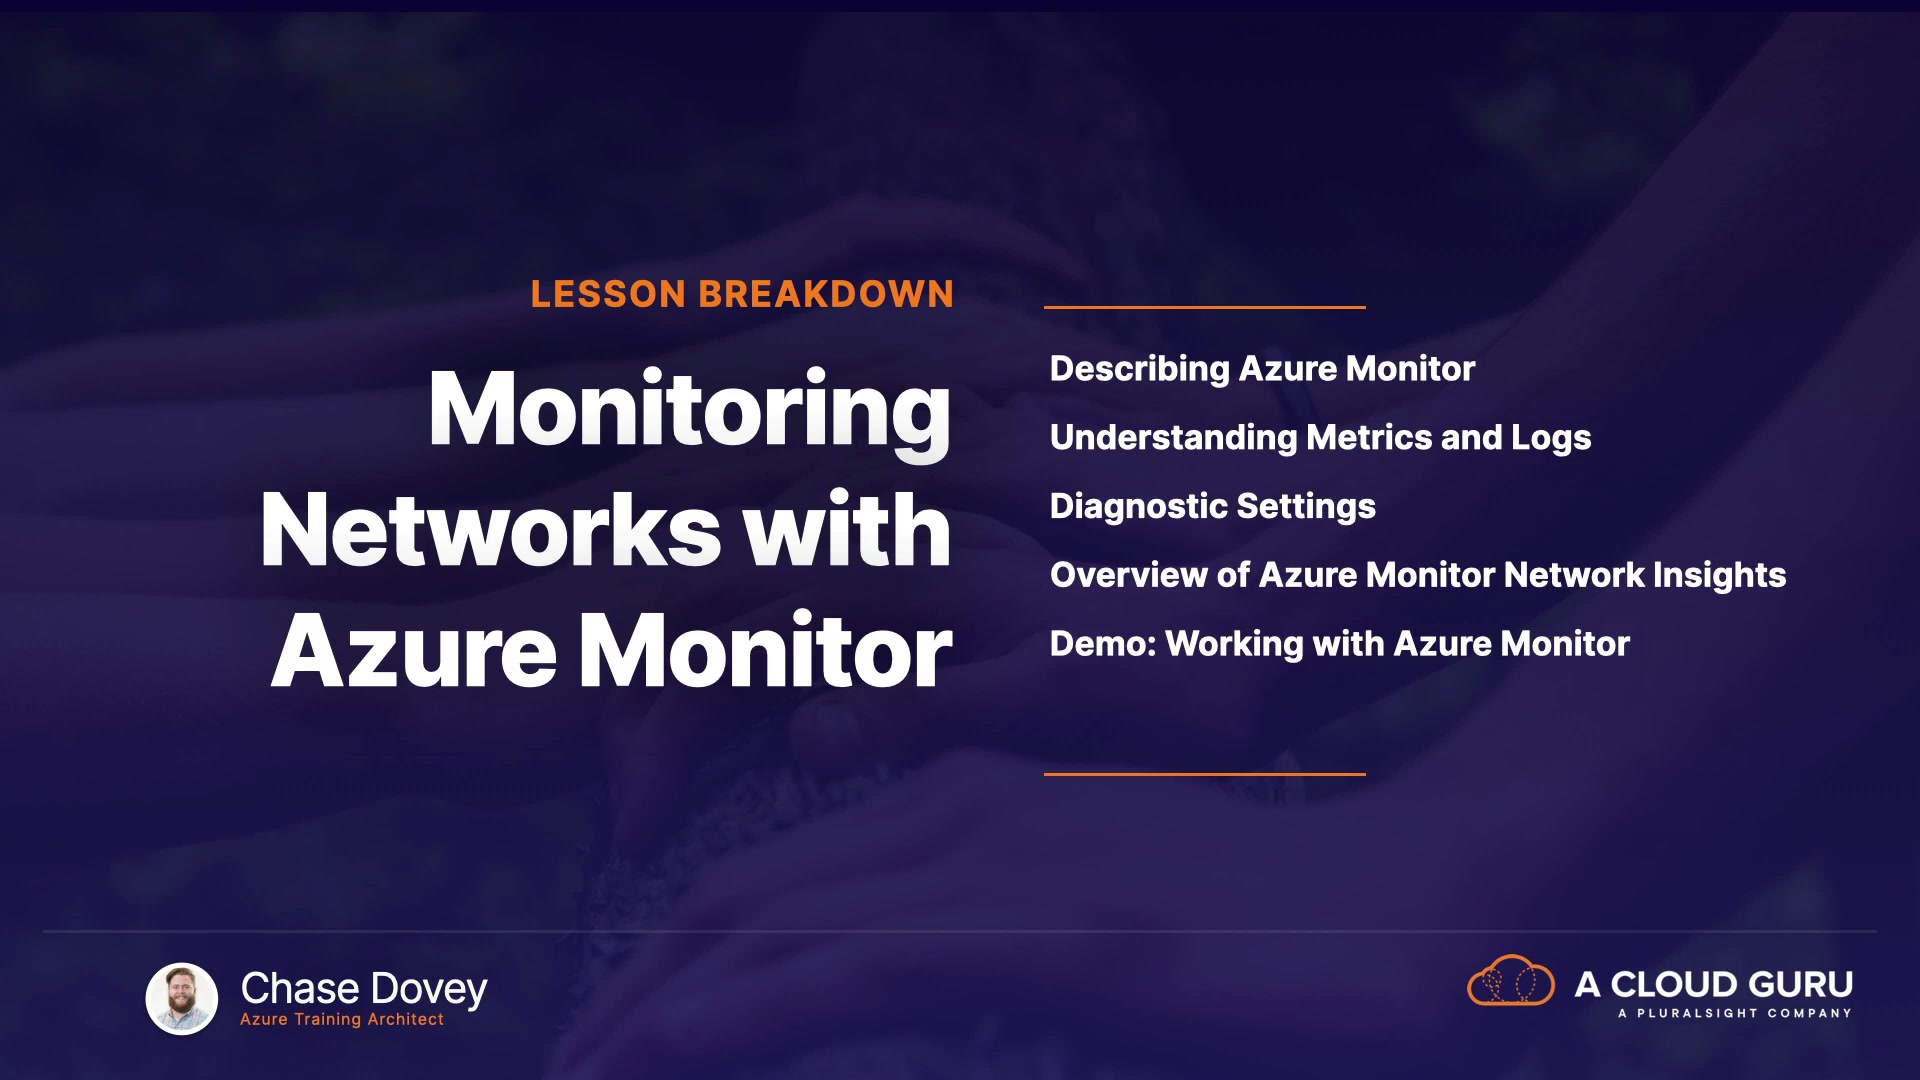 LESSON BREAKDOWN
Monitoring
Networks with
Azure Monitor
Describing Azure Monitor
Understanding Metrics and Logs
Diagnostic Settings
Overview of Azure Monitor Network Insights
Demo: Working with Azure Monitor
Chase Dovey
Azure Training Architect
A CLOUD GURU
A PLURALSIGHT COMPANY